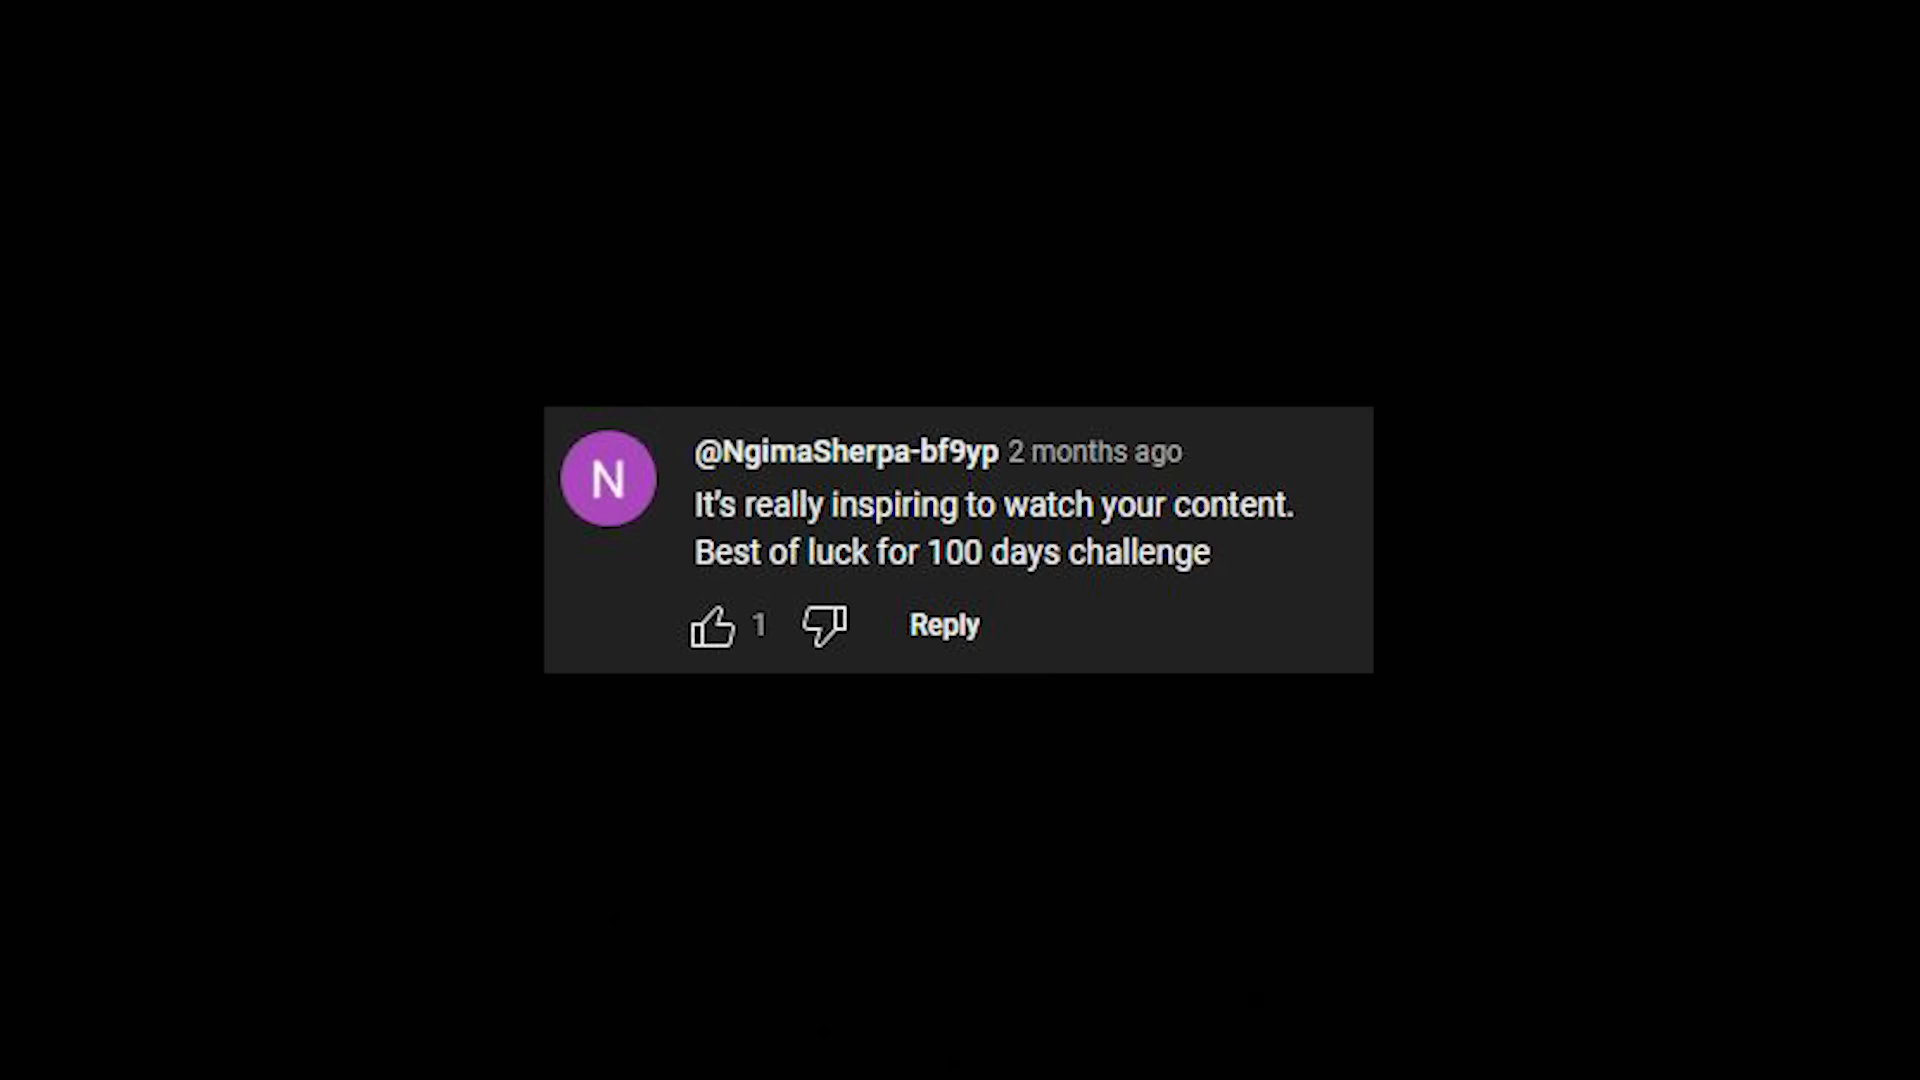 N
@NgimaSherpa-bf9yp 2 months ago
It's really inspiring to watch your content.
Best of luck for 100 days challenge
1 Reply